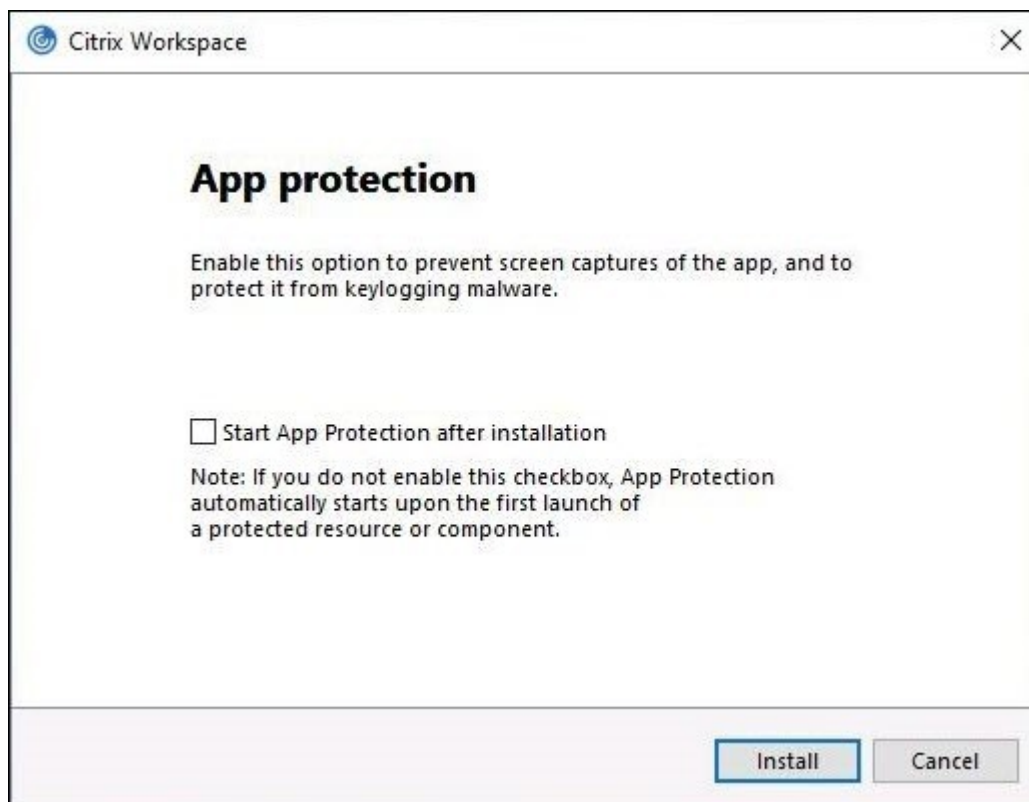 Citrix Workspace
App protection
Enable this option to prevent screen captures of the app, and to
protect it from keylogging malware.
Start App Protection after installation
Note: If you do not enable this checkbox, App Protection
automatically starts upon the first launch of
a protected resource or component.
Install Cancel